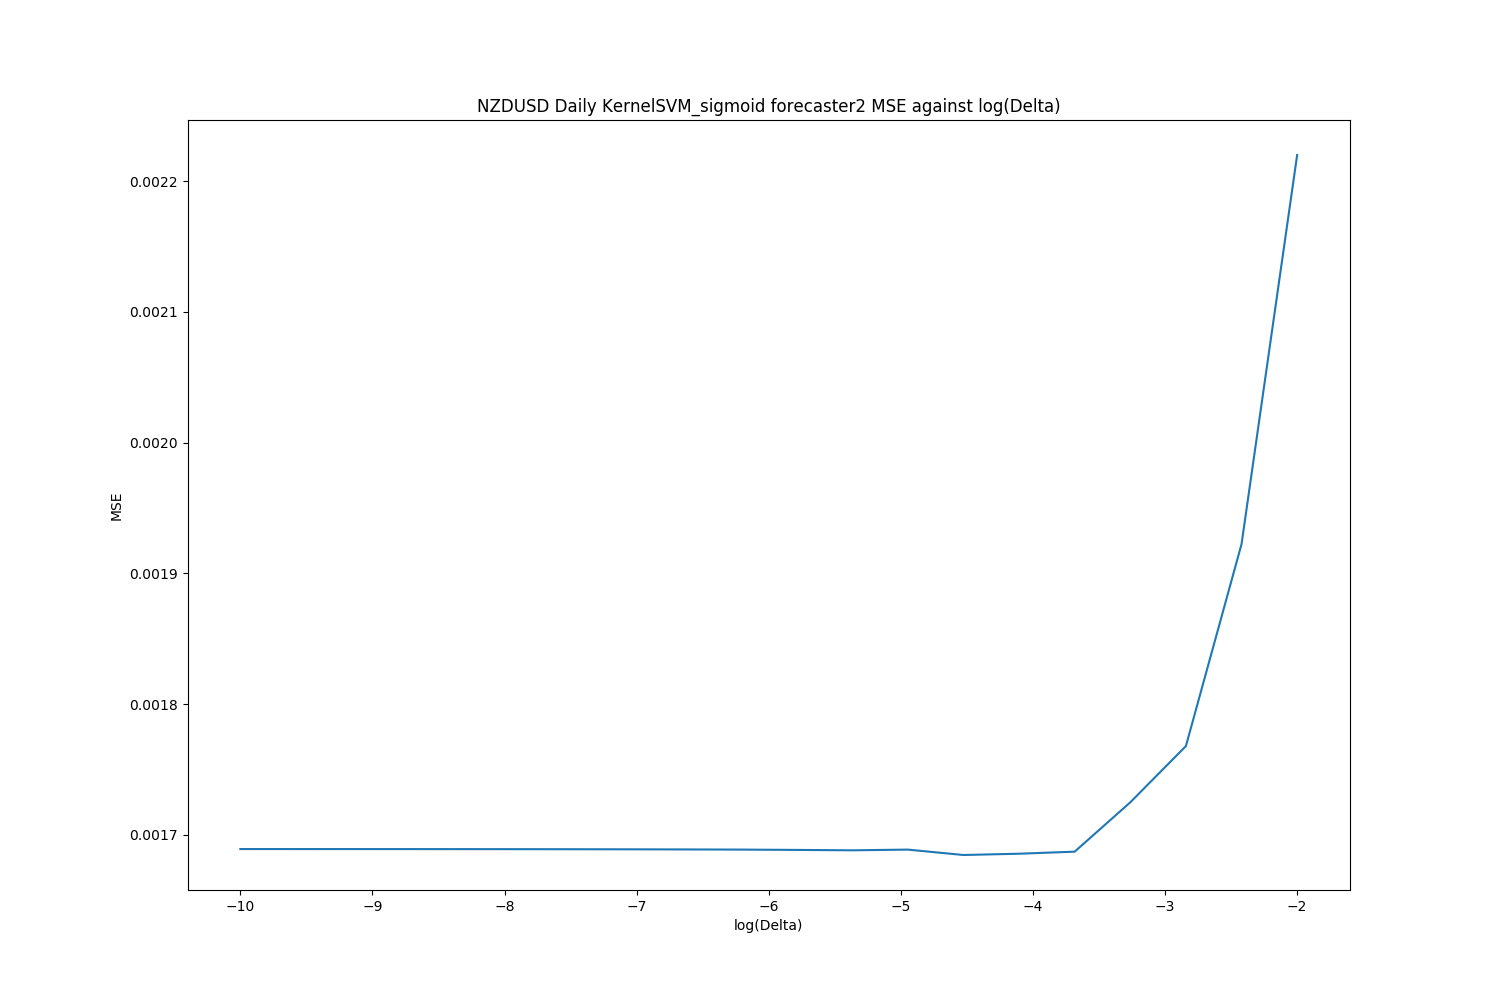 NZDUSD Daily KernelSVM_sigmoid forecaster2 MSE against log(Delta)
0.0022
0.0021
0.0020
0.0019
0.0018
0.0017
MSE
−10 −9 −8 −7 −6 −5 −4 −3 −2
log(Delta)